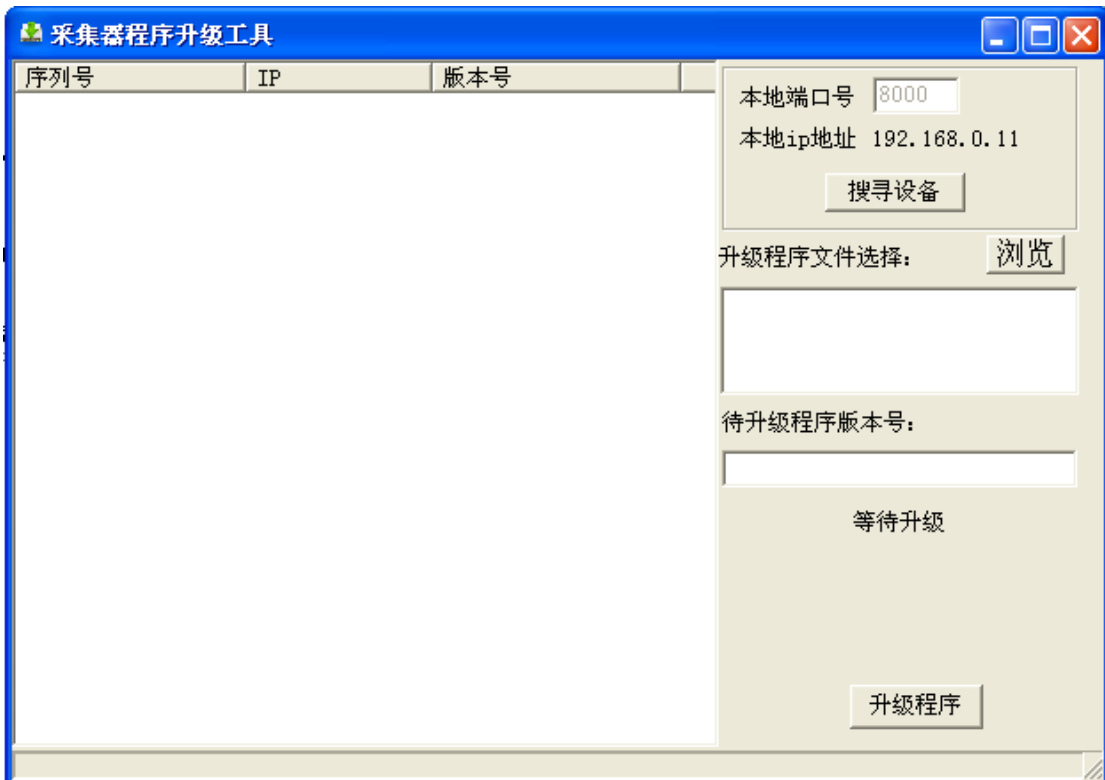 采集器程序升级工具
序列号 IP 版本号
本地端口号 8000
本地ip地址 192.168.0.11
搜寻设备
升级程序文件选择： 浏览
待升级程序版本号：
等待升级
升级程序